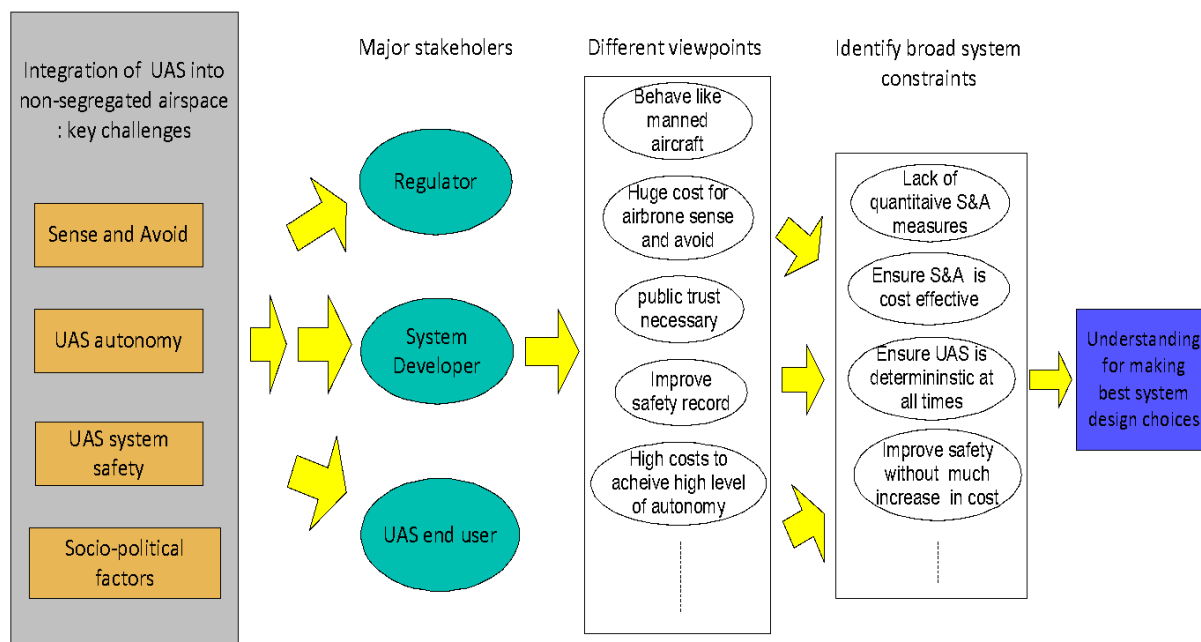 Integration of UAS into
non-segregated airspace
: key challenges
Sense and Avoid
UAS autonomy
UAS system
safety
Socio-political
factors
Major stakeholers
Regulator
System
Developer
UAS end user
Different viewpoints
Behave like
manned
aircraft
Huge cost for
airbrone sense
and avoid
public trust
necessary
Improve
safety record
High costs to
acheive high level
of autonomy
Identify broad system
constraints
Lack of
quantitaive S&A
measures
Ensure S&A is
cost effective
Ensure UAS is
determininstic at
all times
Improve safety
without much
increase in cost
Understanding
for making
best system
design choices